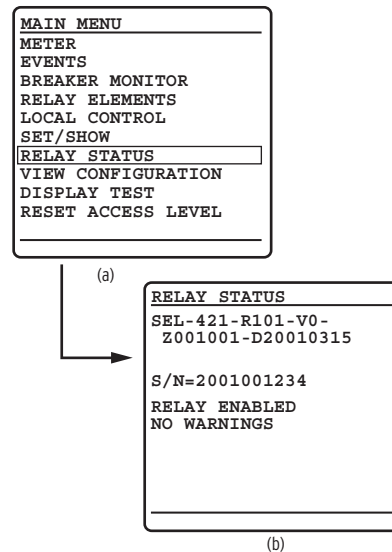 MAIN MENU
METER
EVENTS
BREAKER MONITOR
RELAY ELEMENTS
LOCAL CONTROL
SET/SHOW
RELAY STATUS
VIEW CONFIGURATION
DISPLAY TEST
RESET ACCESS LEVEL
(a)
RELAY STATUS
SEL-421-R101-V0-
Z001001-D20010315
S/N=2001001234
RELAY ENABLED
NO WARNINGS
(b)